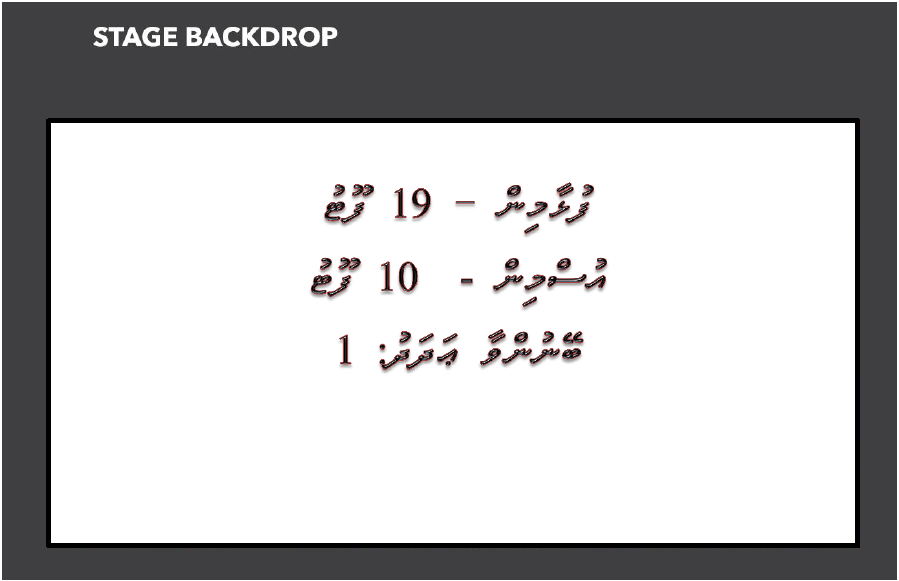 STAGE BACKDROP
ފުޅާމިން – 19 ފޫޓު
އުސްމިން - 10 ފޫޓު
ބޭނުންވާ ޢަދަދު: 1